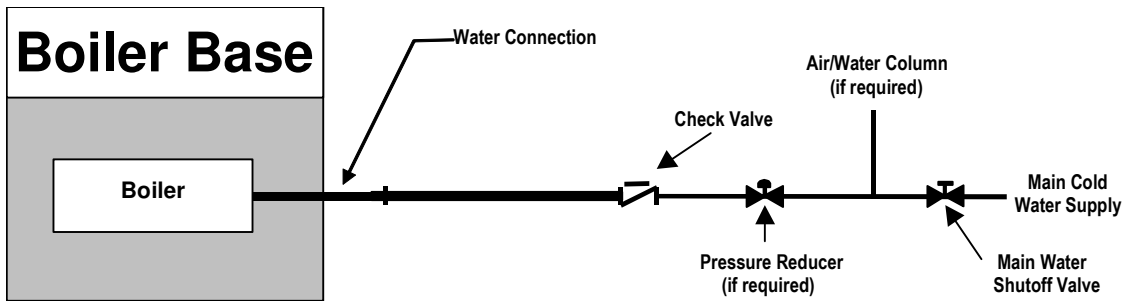 Boiler Base
Water Connection
Air/Water Column
(if required)
Check Valve
Boiler
Main Cold
Water Supply
Pressure Reducer
(if required)
Main Water
Shutoff Valve